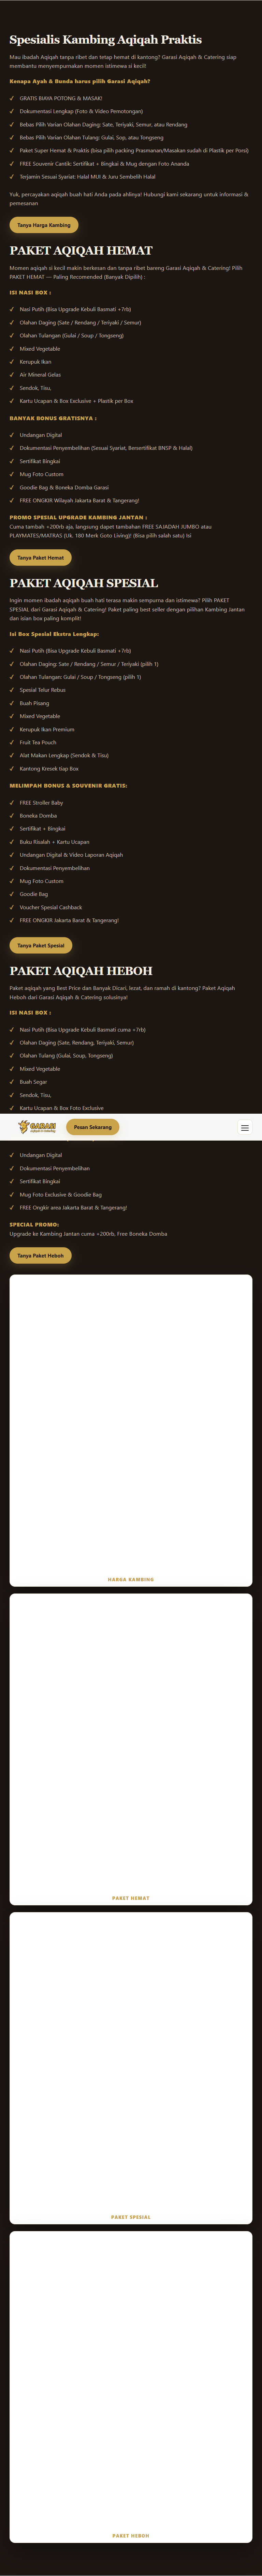 Spesialis Kambing Aqiqah Praktis
Mau ibadah Aqiqah tanpa ribet dan tetap hemat di kantong? Garasi Aqiqah & Catering siap
membantu menyempurnakan momen istimewa si kecil!
Kenapa Ayah & Bunda harus pilih Garasi Aqiqah?
✓ GRATIS BIAYA POTONG & MASAK!
✓ Dokumentasi Lengkap (Foto & Video Pemotongan)
✓ Bebas Pilih Varian Olahan Daging: Sate, Teriyaki, Semur, atau Rendang
✓ Bebas Pilih Varian Olahan Tulang: Gulai, Sop, atau Tongseng
✓ Paket Super Hemat & Praktis (bisa pilih packing Prasmanan/Masakan sudah di Plastik per Porsi)
✓ FREE Souvenir Cantik: Sertifikat + Bingkai & Mug dengan Foto Ananda
✓ Terjamin Sesuai Syariat: Halal MUI & Juru Sembelih Halal
Yuk, percayakan aqiqah buah hati Anda pada ahlinya! Hubungi kami sekarang untuk informasi &
pemesanan
Tanya Harga Kambing
PAKET AQIQAH HEMAT
Momen aqiqah si kecil makin berkesan dan tanpa ribet bareng Garasi Aqiqah & Catering! Pilih
PAKET HEMAT — Paling Recomended (Banyak Dipilih) :
ISI NASI BOX :
✓ Nasi Putih (Bisa Upgrade Kebuli Basmati +7rb)
✓ Olahan Daging (Sate / Rendang / Teriyaki / Semur)
✓ Olahan Tulangan (Gulai / Soup / Tongseng)
✓ Mixed Vegetable
✓ Kerupuk Ikan
✓ Air Mineral Gelas
✓ Sendok, Tisu,
✓ Kartu Ucapan & Box Exclusive + Plastik per Box
BANYAK BONUS GRATISNYA :
✓ Undangan Digital
✓ Dokumentasi Penyembelihan (Sesuai Syariat, Bersertifikat BNSP & Halal)
✓ Sertifikat Bingkai
✓ Mug Foto Custom
✓ Goodie Bag & Boneka Domba Garasi
✓ FREE ONGKIR Wilayah Jakarta Barat & Tangerang!
PROMO SPESIAL UPGRADE KAMBING JANTAN :
Cuma tambah +200rb aja, langsung dapet tambahan FREE SAJADAH JUMBO atau
PLAYMATES/MATRAS (Uk. 180 Merk Goto Living)! (Bisa pilih salah satu) Isi
Tanya Paket Hemat
PAKET AQIQAH SPESIAL
Ingin momen ibadah aqiqah buah hati terasa makin sempurna dan istimewa? Pilih PAKET
SPESIAL dari Garasi Aqiqah & Catering! Paket paling best seller dengan pilihan Kambing Jantan
dan isian box paling komplit!
Isi Box Spesial Ekstra Lengkap:
✓ Nasi Putih (Bisa Upgrade Kebuli Basmati +7rb)
✓ Olahan Daging: Sate / Rendang / Semur / Teriyaki (pilih 1)
✓ Olahan Tulangan: Gulai / Soup / Tongseng (pilih 1)
✓ Spesial Telur Rebus
✓ Buah Pisang
✓ Mixed Vegetable
✓ Kerupuk Ikan Premium
✓ Fruit Tea Pouch
✓ Alat Makan Lengkap (Sendok & Tisu)
✓ Kantong Kresek tiap Box
MELIMPAH BONUS & SOUVENIR GRATIS:
✓ FREE Stroller Baby
✓ Boneka Domba
✓ Sertifikat + Bingkai
✓ Buku Risalah + Kartu Ucapan
✓ Undangan Digital & Video Laporan Aqiqah
✓ Dokumentasi Penyembelihan
✓ Mug Foto Custom
✓ Goodie Bag
✓ Voucher Spesial Cashback
✓ FREE ONGKIR Jakarta Barat & Tangerang!
Tanya Paket Spesial
PAKET AQIQAH HEBOH
Paket aqiqah yang Best Price dan Banyak Dicari, lezat, dan ramah di kantong? Paket Aqiqah
Heboh dari Garasi Aqiqah & Catering solusinya!
ISI NASI BOX :
✓ Nasi Putih (Bisa Upgrade Kebuli Basmati cuma +7rb)
✓ Olahan Daging (Sate, Rendang, Teriyaki, Semur)
✓ Olahan Tulang (Gulai, Soup, Tongseng)
✓ Mixed Vegetable
✓ Buah Segar
✓ Sendok, Tisu,
✓ Kartu Ucapan & Box Foto Exclusive
GARASI
Pesan Sekarang
✓ Undangan Digital
✓ Dokumentasi Penyembelihan
✓ Sertifikat Bingkai
✓ Mug Foto Exclusive & Goodie Bag
✓ FREE Ongkir area Jakarta Barat & Tangerang!
SPECIAL PROMO:
Upgrade ke Kambing Jantan cuma +200rb, Free Boneka Domba
Tanya Paket Heboh
HARGA KAMBING
PAKET HEMAT
PAKET SPESIAL
PAKET HEBOH